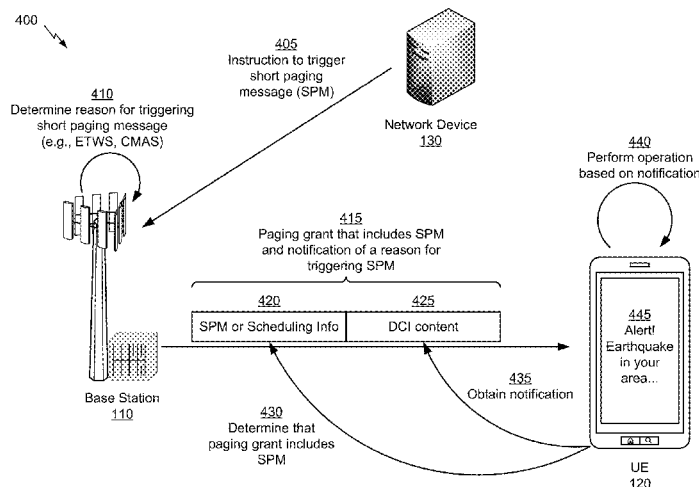 400
405
Instruction to trigger
short paging
message (SPM)
Network Device
130
410
Determine reason for triggering
short paging message
(e.g., ETWS, CMAS)
440
Perform operation
based on notification
415
Paging grant that includes SPM
and notification of a reason for
triggering SPM
420
SPM or Scheduling Info
425
DCI content
445
Alert!
Earthquake
in your
area...
435
Obtain notification
Base Station
110
430
Determine that
paging grant includes
SPM
UE
120